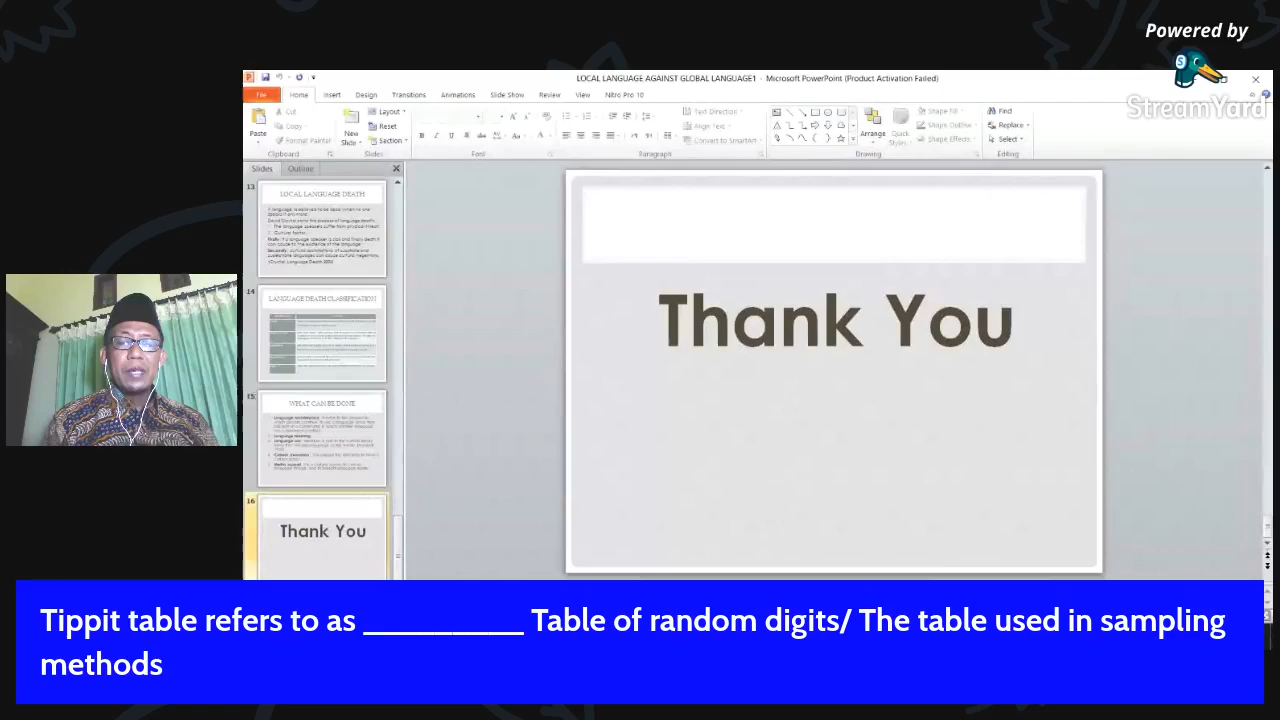 Powered by
StreamYard
LOCAL LANGUAGE AGAINST GLOBAL LANGUAGE1 - Microsoft PowerPoint (Product Activation Failed)
File Home Insert Design Transitions Animations Slide Show Review View Nitro Pro 10
Paste Cut Copy Format Painter New Slide Layout Reset Section Text Direction Align Text Convert to SmartArt Arrange Quick Styles Shape Fill Shape Outline Shape Effects Find Replace Select
Clipboard Slides Font Paragraph Drawing Editing
Slides Outline
13
LOCAL LANGUAGE DEATH
14
LANGUAGE DEATH CLASSIFICATION
15
WHAT CAN BE DONE
16
Thank You
Thank You
Tippit table refers to as __________ Table of random digits/ The table used in sampling
methods